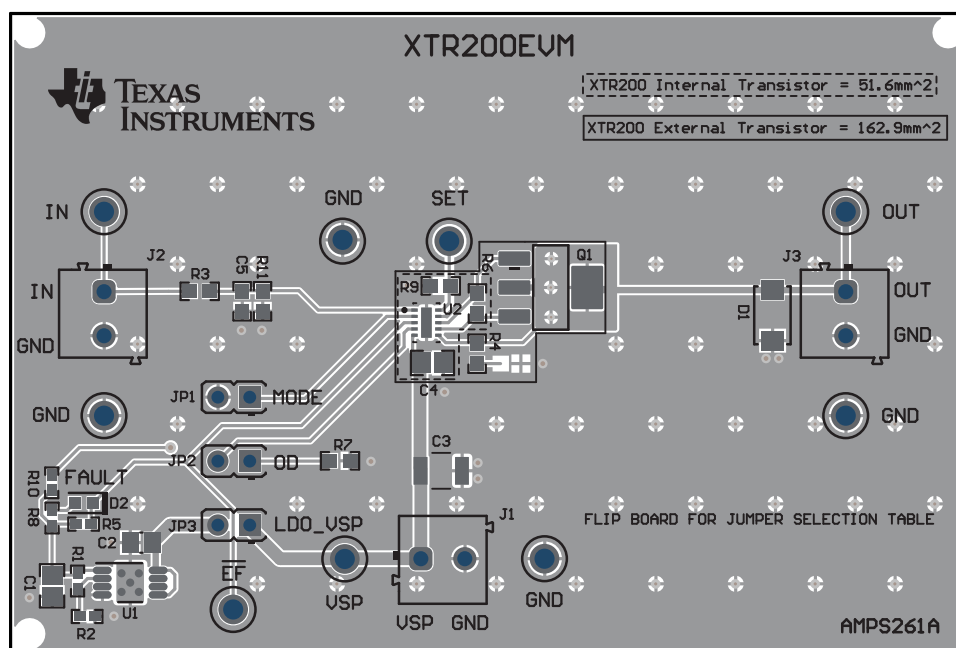 XTR200EVM
TEXAS
INSTRUMENTS
XTR200 Internal Transistor = 51.6mm^2
XTR200 External Transistor = 162.9mm^2
IN
GND
SET
OUT
J2
R3
C5
R11
R9
U2
R6
Q1
J3
IN
OUT
D1
GND
GND
R4
C4
JP1
MODE
GND
GND
JP2
OD
R7
C3
FAULT
R10
D2
R8
R5
JP3
LDO_VSP
J1
FLIP BOARD FOR JUMPER SELECTION TABLE
C2
R1
C1
U1
EF
VSP
GND
R2
VSP
GND
AMPS261A